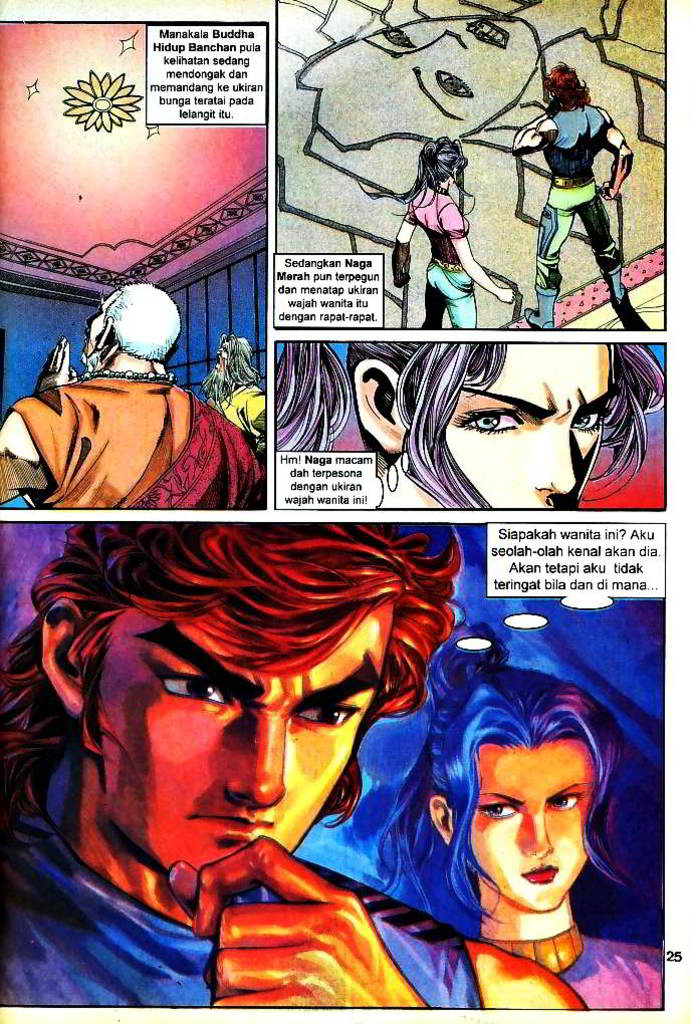 Manakala Buddha
Hidup Banchan pula
kelihatan sedang
mendongak dan
memandang ke ukiran
bunga teratai pada
lelangit itu.
Sedangkan Naga
Merah pun terpegun
dan menatap ukiran
wajah wanita itu
dengan rapat-rapat.
Hm! Naga macam
dah terpesona
dengan ukiran
wajah wanita ini!
Siapakah wanita ini? Aku
seolah-olah kenal akan dia.
Akan tetapi aku tidak
teringat bila dan di mana...
25